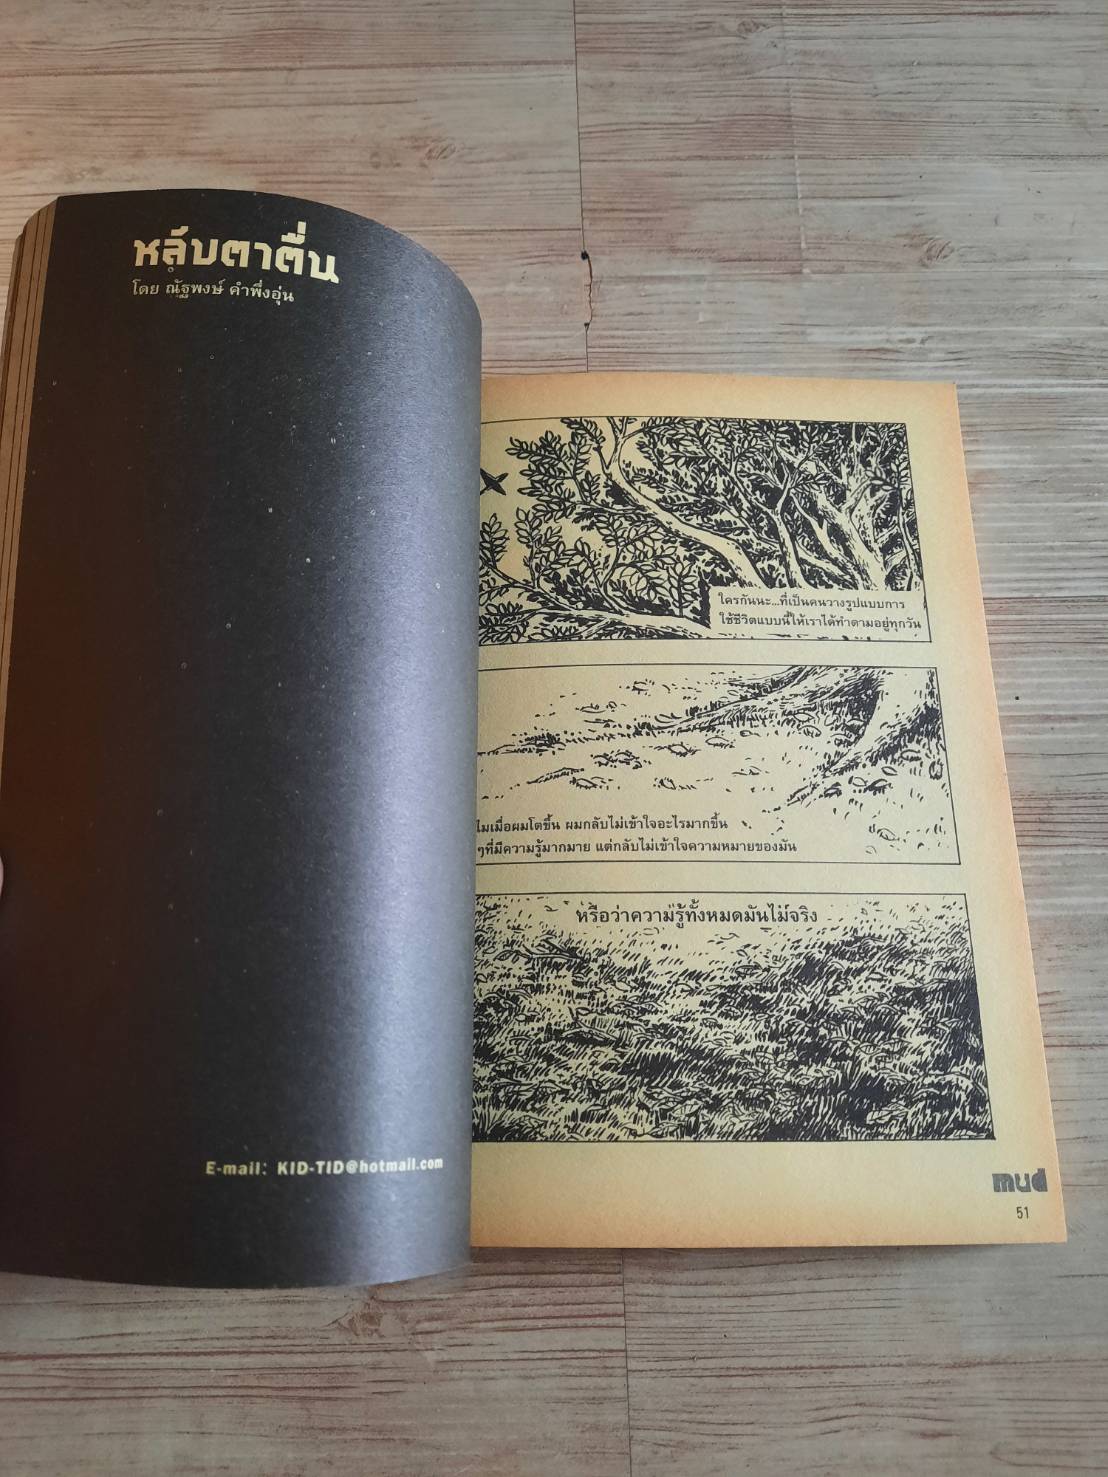 หลับตาตื่น
โดย ณัฐพงษ์ คำพึ่งอุ่น
E-mail: KID-TID@hotmail.com
ใครกันนะ...ที่เป็นคนวางรูปแบบการ
ใช้ชีวิตแบบนี้ให้เราได้ทำตามอยู่ทุกวัน
ไมเมื่อผมโตขึ้น ผมกลับไม่เข้าใจอะไรมากขึ้น
ๆที่มีความรู้มากมาย แต่กลับไม่เข้าใจความหมายของมัน
หรือว่าความรู้ทั้งหมดมันไม่จริง
mud
51